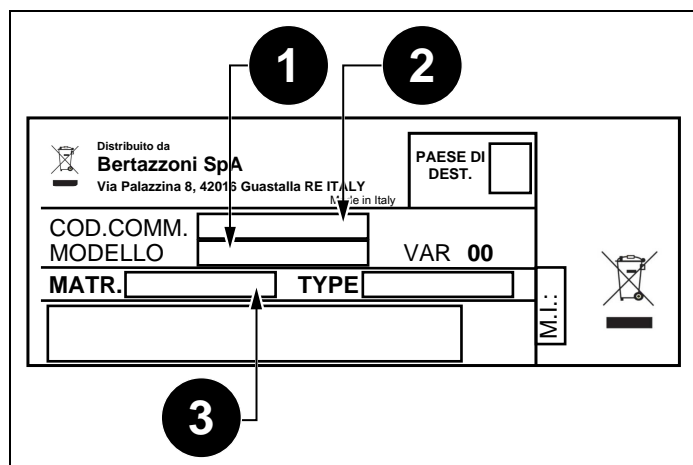 1 2
Distribuito da
Bertazzoni SpA
PAESE DI
DEST.
Via Palazzina 8, 42016 Guastalla RE ITALY
Made in Italy
COD.COMM.
MODELLO VAR 00
MATR. TYPE
M.I.:
3